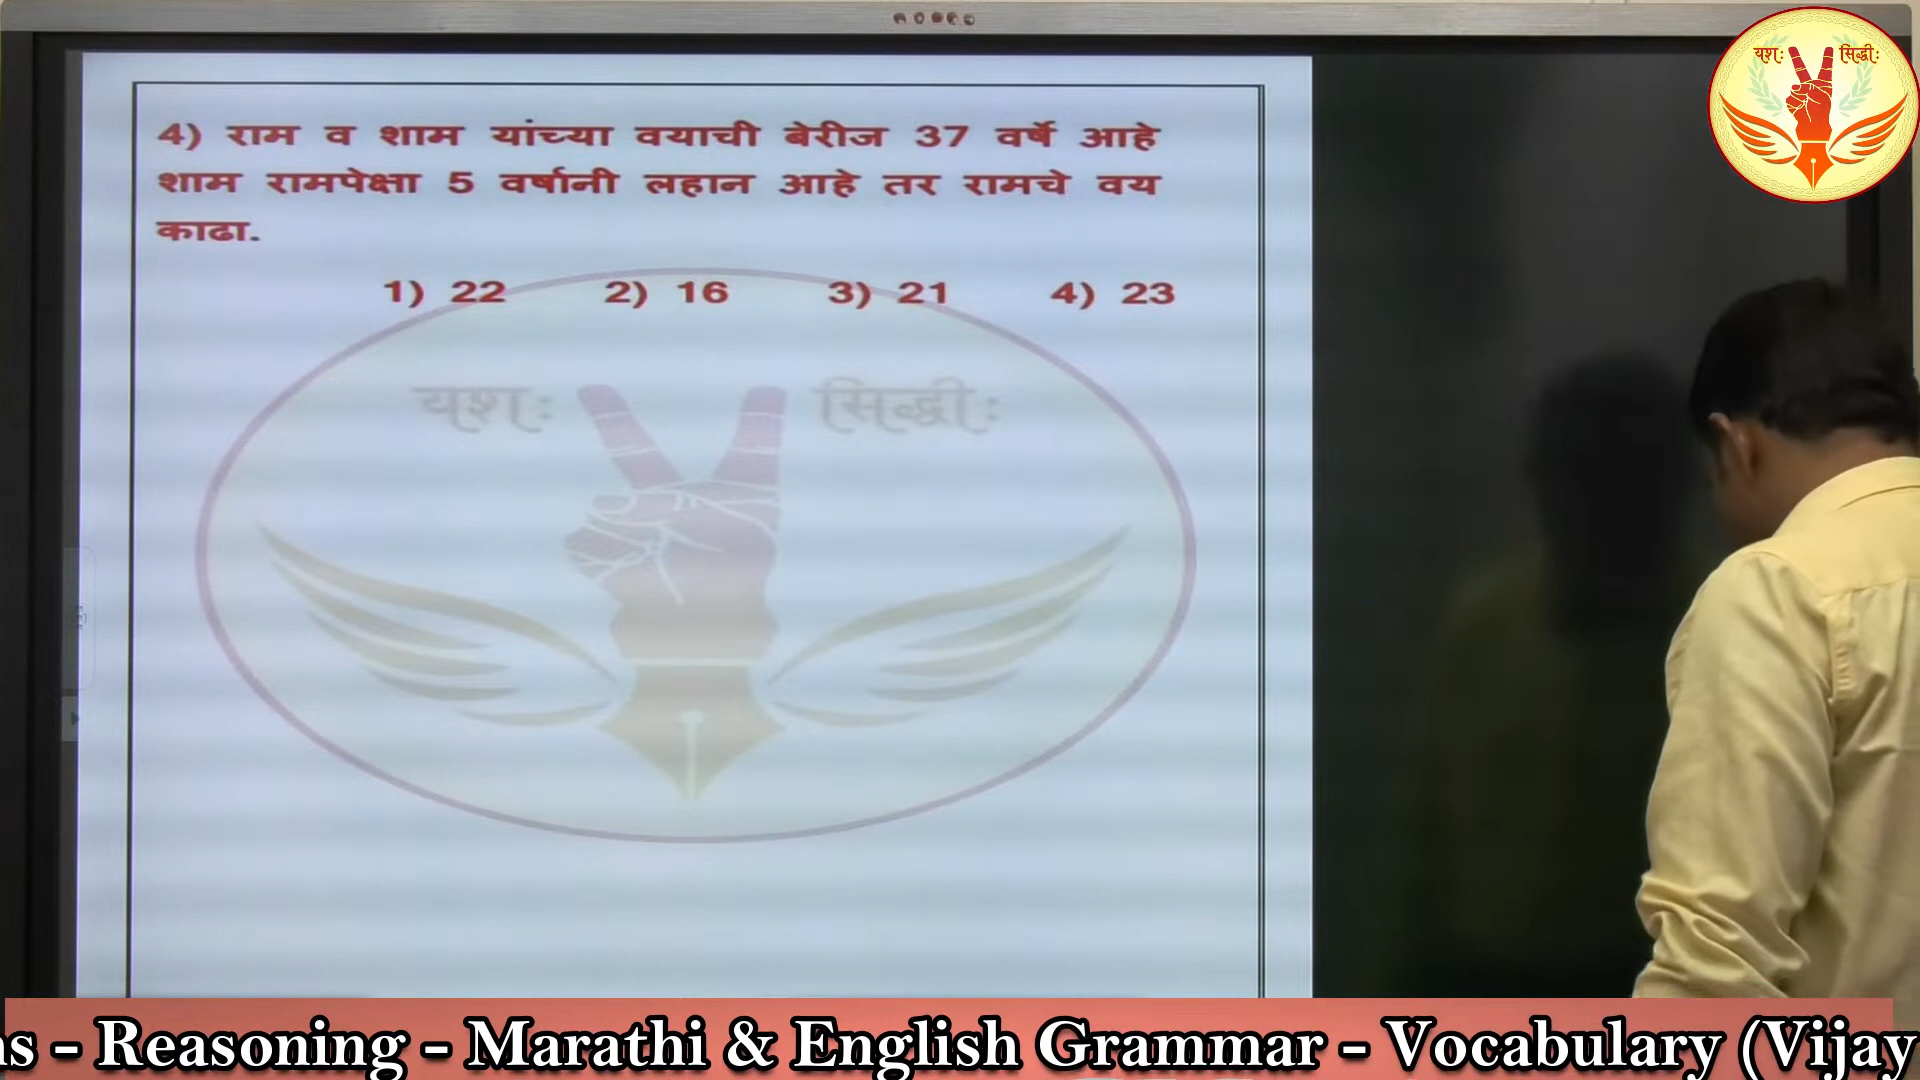 यशः सिद्धीः
4) राम व शाम यांच्या वयाची बेरीज 37 वर्षे आहे
शाम रामपेक्षा 5 वर्षानी लहान आहे तर रामचे वय
काढा.
1) 22 2) 16 3) 21 4) 23
यशः सिद्धीः
- Reasoning - Marathi & English Grammar - Vocabulary (Vijay